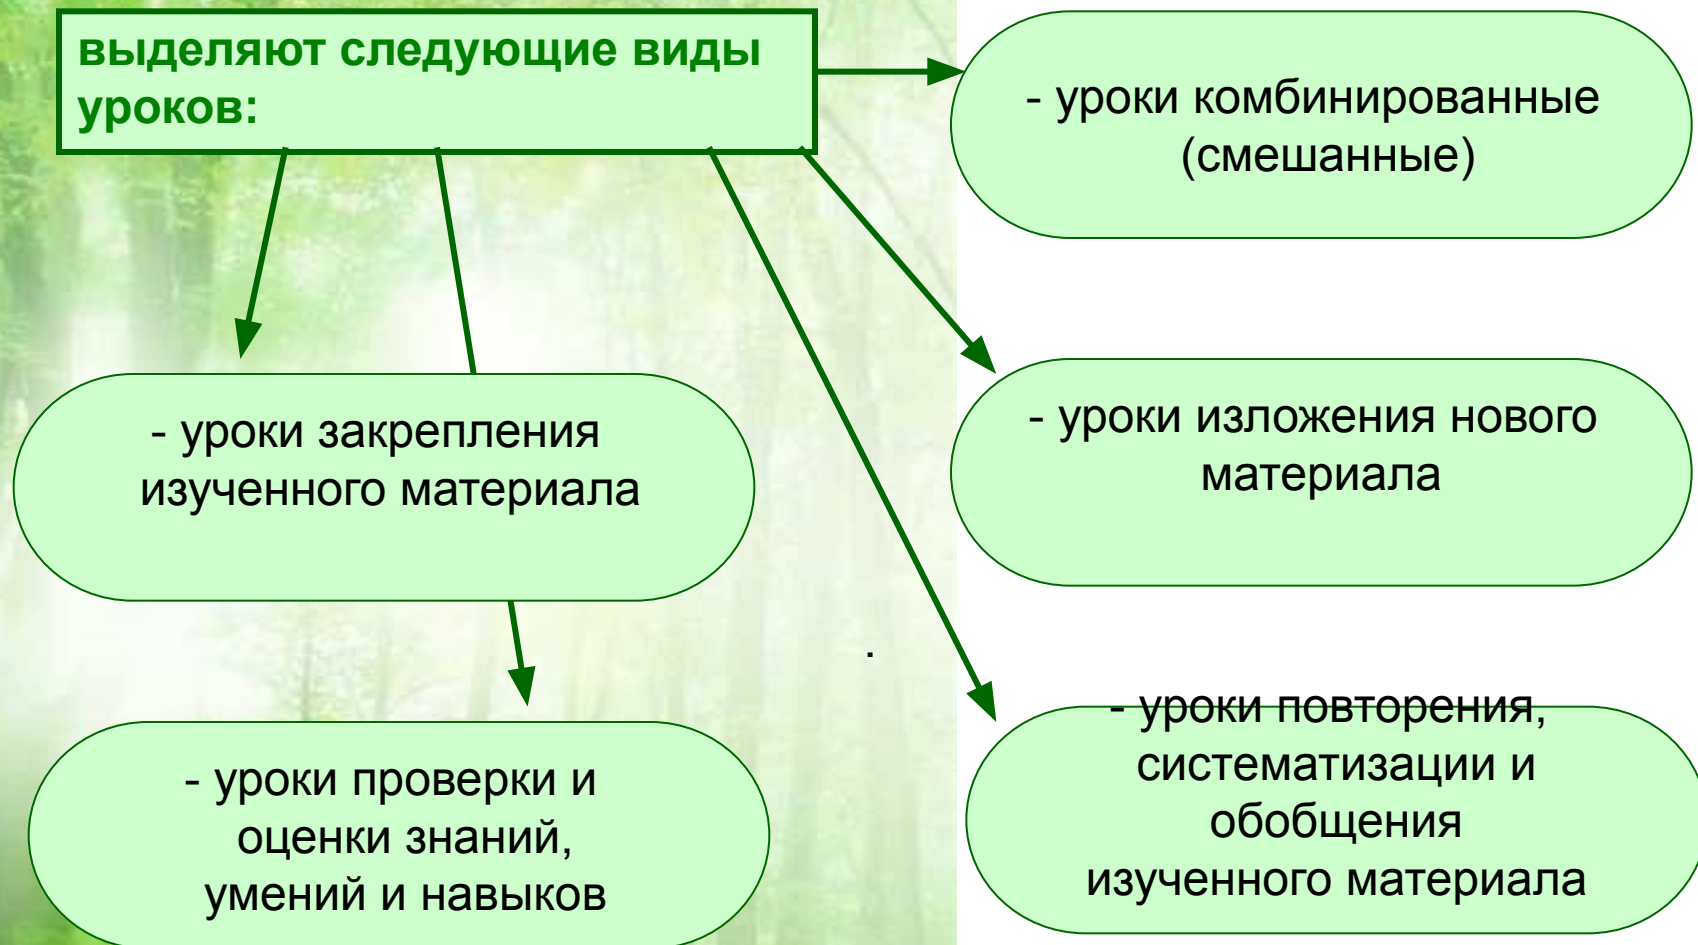 выделяют следующие виды
уроков:
- уроки комбинированные
(смешанные)
- уроки закрепления
изученного материала
- уроки изложения нового
материала
.
- уроки проверки и
оценки знаний,
умений и навыков
- уроки повторения,
систематизации и
обобщения
изученного материала